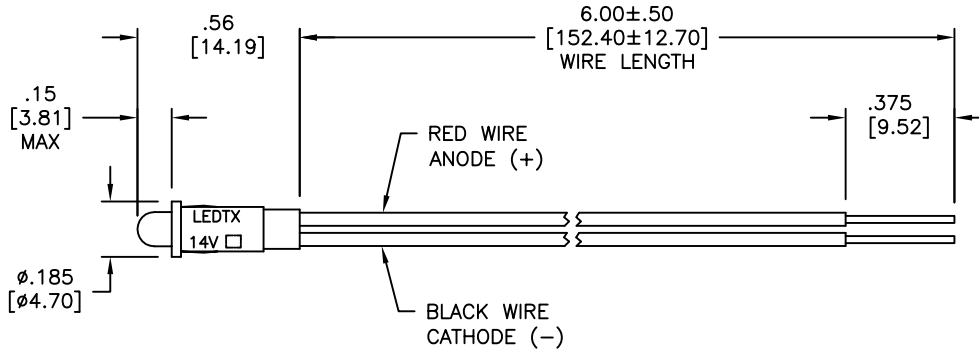 .56
[14.19]
6.00±.50
[152.40±12.70]
WIRE LENGTH
.15
[3.81]
MAX
.375
[9.52]
RED WIRE
ANODE (+)
LEDTX
14V
ø.185
[ø4.70]
BLACK WIRE
CATHODE (−)